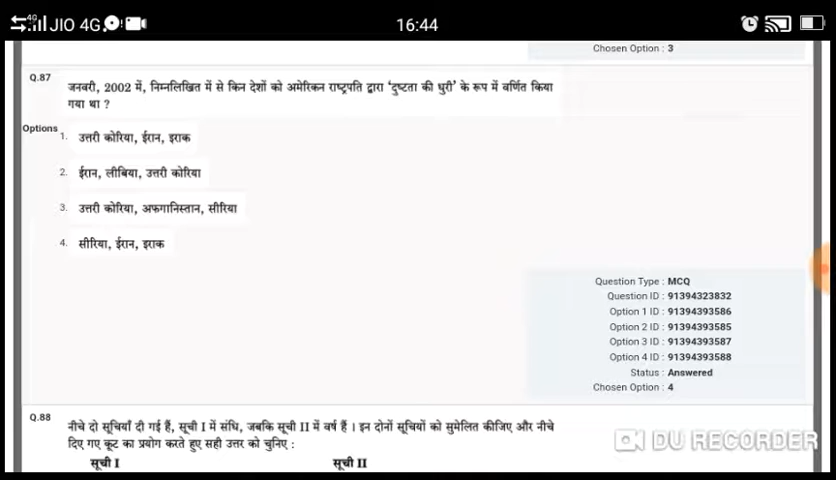 4G JIO 4G 16:44
Chosen Option : 3
Q.87
जनवरी, 2002 में, निम्नलिखित में से किन देशों को अमेरिकन राष्ट्रपति द्वारा ‘दुष्टता की धुरी’ के रूप में वर्णित किया
गया था ?
Options
1. उत्तरी कोरिया, ईरान, इराक
2. ईरान, लीबिया, उत्तरी कोरिया
3. उत्तरी कोरिया, अफगानिस्तान, सीरिया
4. सीरिया, ईरान, इराक
Question Type : MCQ
Question ID : 91394323832
Option 1 ID : 91394393586
Option 2 ID : 91394393585
Option 3 ID : 91394393587
Option 4 ID : 91394393588
Status : Answered
Chosen Option : 4
Q.88
नीचे दो सूचियाँ दी गई हैं, सूची I में संधि, जबकि सूची II में वर्ष हैं । इन दोनों सूचियों को सुमेलित कीजिए और नीचे
दिए गए कूट का प्रयोग करते हुए सही उत्तर को चुनिए :
सूची I सूची II
DU RECORDER